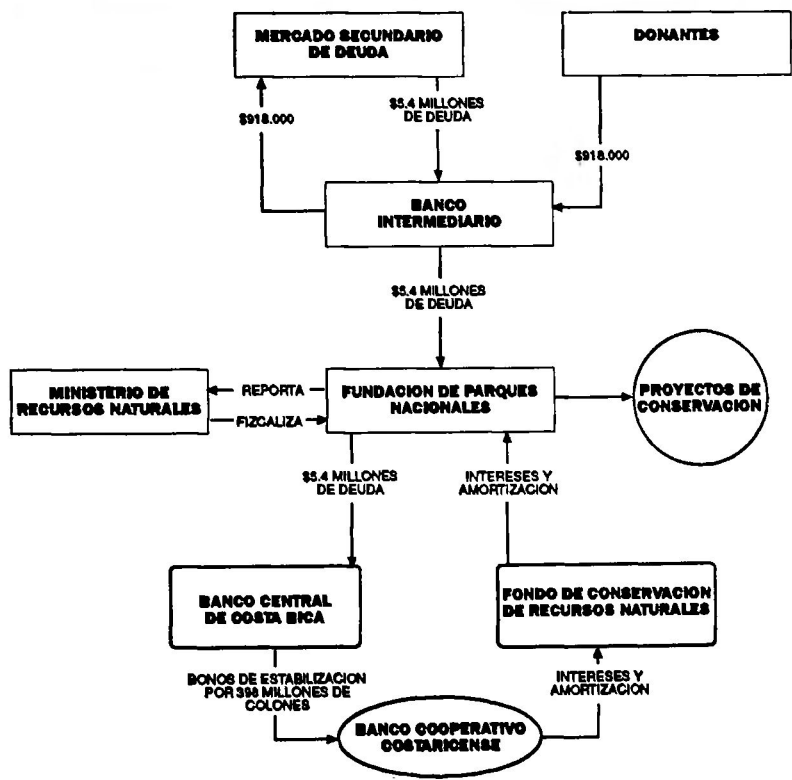 MERCADO SECUNDARIO
DE DEUDA
DONANTES
$918.000
$5.4 MILLONES
DE DEUDA
$918.000
BANCO
INTERMEDIARIO
$5.4 MILLONES
DE DEUDA
MINISTERIO DE
RECURSOS NATURALES
REPORTA
FIZCALIZA
FUNDACION DE PARQUES
NACIONALES
PROYECTOS DE
CONSERVACION
$5.4 MILLONES
DE DEUDA
INTERESES Y
AMORTIZACION
BANCO CENTRAL
DE COSTA BICA
FONDO DE CONSERVACION
DE RECURSOS NATURALES
BONOS DE ESTABILIZACION
POR 398 MILLONES DE
COLONES
INTERESES Y
AMORTIZACION
BANCO COOPERATIVO
COSTARICENSE